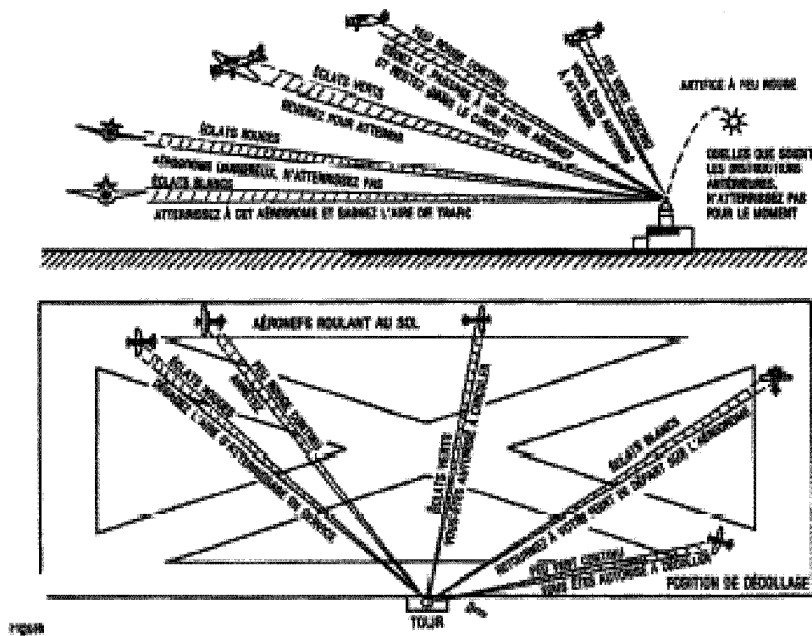 FEU VERT CONTINU
VOUS ÊTES AUTORISÉ
À ATTERRIR
FEU ROUGE CONTINU
CÉDEZ LE PASSAGE À UN AUTRE AÉRONEF
ET RESTEZ DANS LE CIRCUIT
ÉCLATS VERTS
REVENEZ POUR ATTERRIR
ÉCLATS ROUGES
AÉRODROME DANGEREUX, N'ATTERRISSEZ PAS
ÉCLATS BLANCS
ATTERRISSEZ À CET AÉRODROME ET GAGNEZ L'AIRE DE TRAFIC
ARTIFICE À FEU ROUGE
QUELLES QUE SOIENT
LES INSTRUCTIONS
ANTÉRIEURES,
N'ATTERRISSEZ PAS
POUR LE MOMENT
AÉRONEFS ROULANT AU SOL
ÉCLATS ROUGES
DÉGAGEZ L'AIRE D'ATTERRISSAGE EN SERVICE
FEU ROUGE CONTINU
ARRÊTEZ
ÉCLATS VERTS
VOUS ÊTES AUTORISÉ À CIRCULER
ÉCLATS BLANCS
RETOURNEZ À VOTRE POINT DE DÉPART SUR L'AÉRODROME
FEU VERT CONTINU
VOUS ÊTES AUTORISÉ À DÉCOLLER
POSITION DE DÉCOLLAGE
TOUR